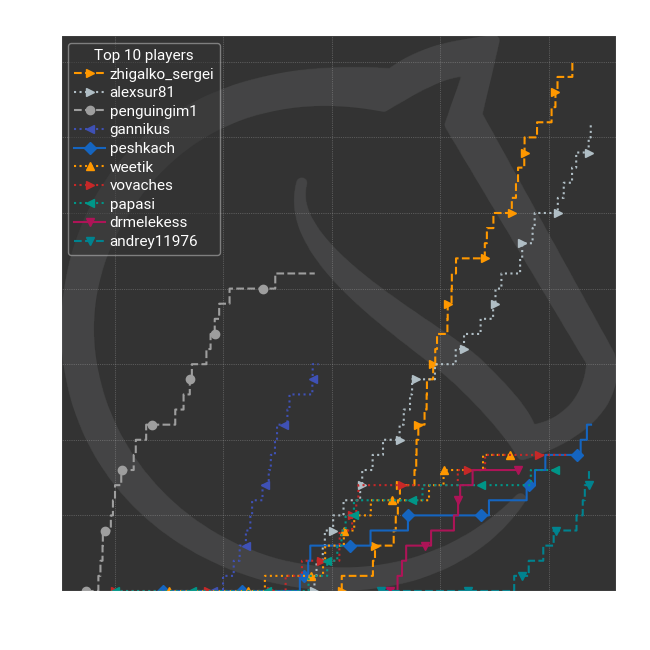 Top 10 players
zhigalko_sergei
alexsur81
penguingim1
gannikus
peshkach
weetik
vovaches
papasi
drmelekess
andrey11976